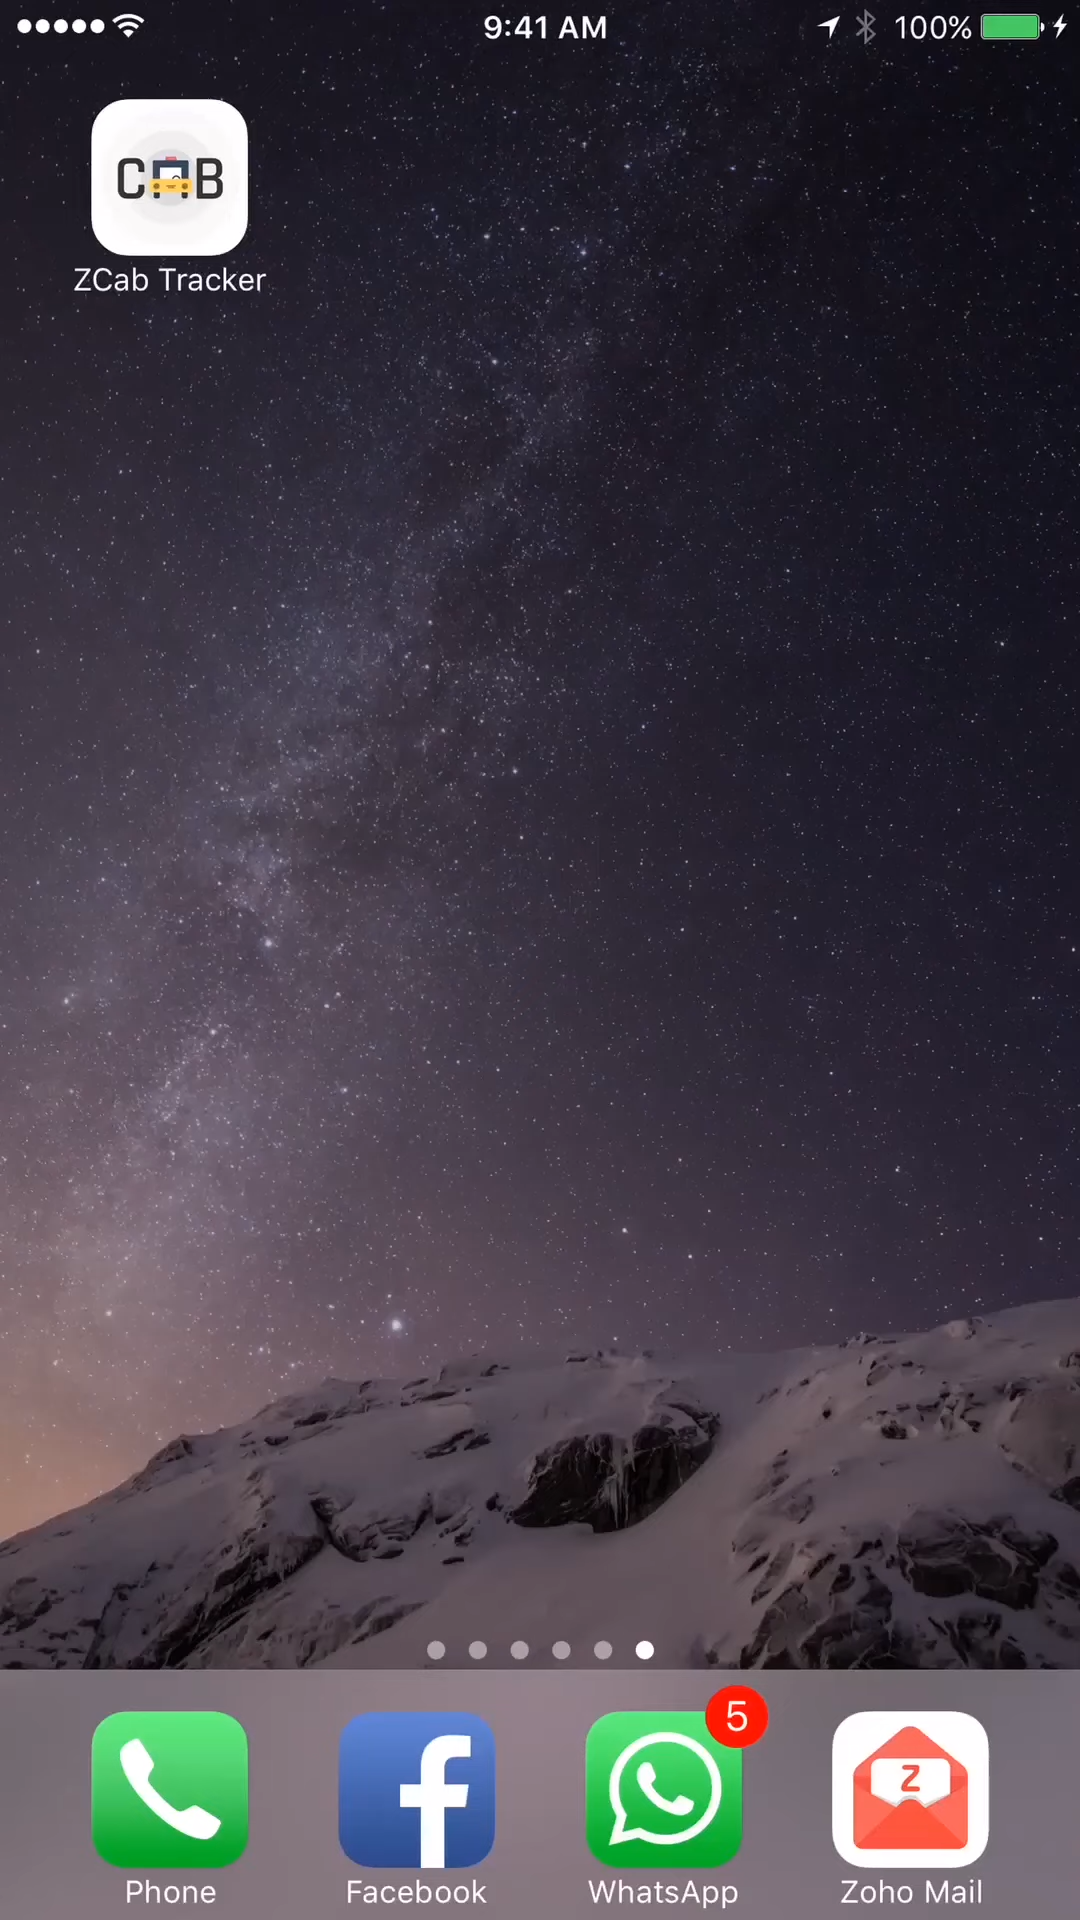 9:41 AM
100%
CAB
ZCab Tracker
5
Z
Phone
Facebook
WhatsApp
Zoho Mail